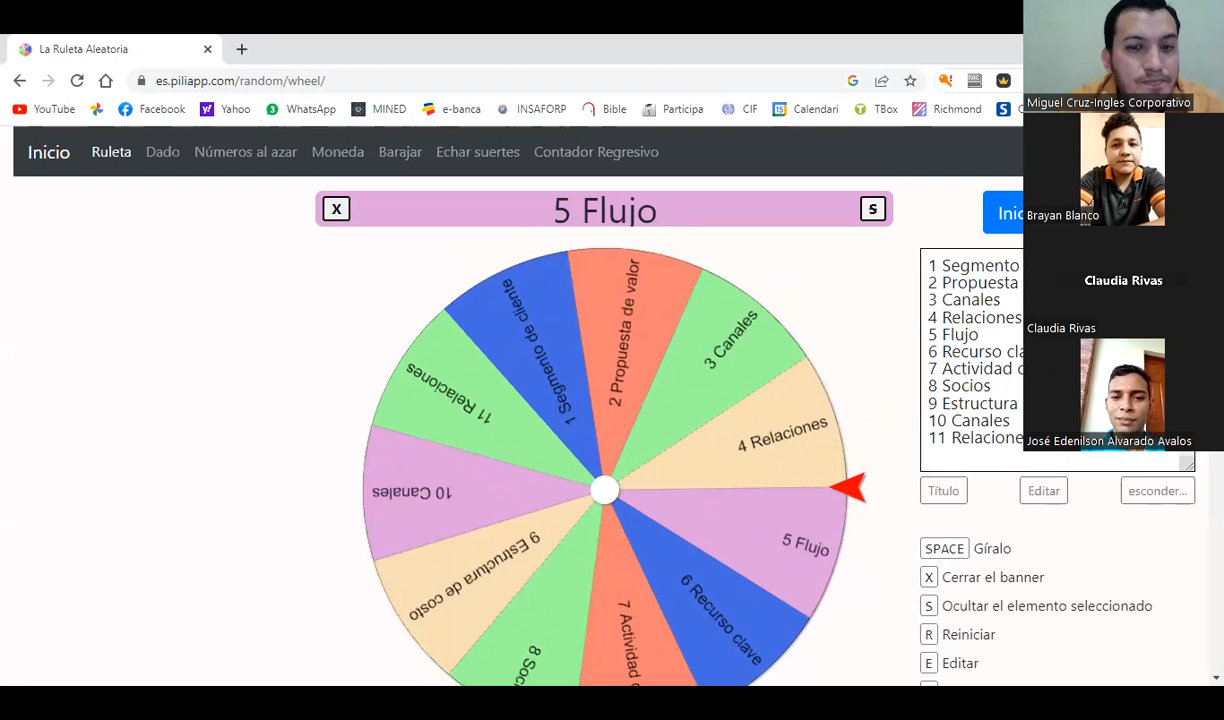 La Ruleta Aleatoria
es.piliapp.com/random/wheel/
YouTube Facebook Yahoo WhatsApp MINED e-banca INSAFORP Bible Participa CIF Calendari TBox Richmond
Inicio Ruleta Dado Números al azar Moneda Barajar Echar suertes Contador Regresivo
X 5 Flujo S
1 Segmento de cliente
2 Propuesta de valor
3 Canales
4 Relaciones
5 Flujo
6 Recurso clave
7 Actividad
9 Estructura de costo
10 Canales
11 Relaciones
1 Segmento
2 Propuesta
3 Canales
4 Relaciones
5 Flujo
6 Recurso
7 Actividad
8 Socios
9 Estructura
10 Canales
11 Relacione
Título Editar esconder...
SPACE Gíralo
X Cerrar el banner
S Ocultar el elemento seleccionado
R Reiniciar
E Editar
Miguel Cruz-Ingles Corporativo
Brayan Blanco
Claudia Rivas
Claudia Rivas
José Edenilson Alvarado Avalos